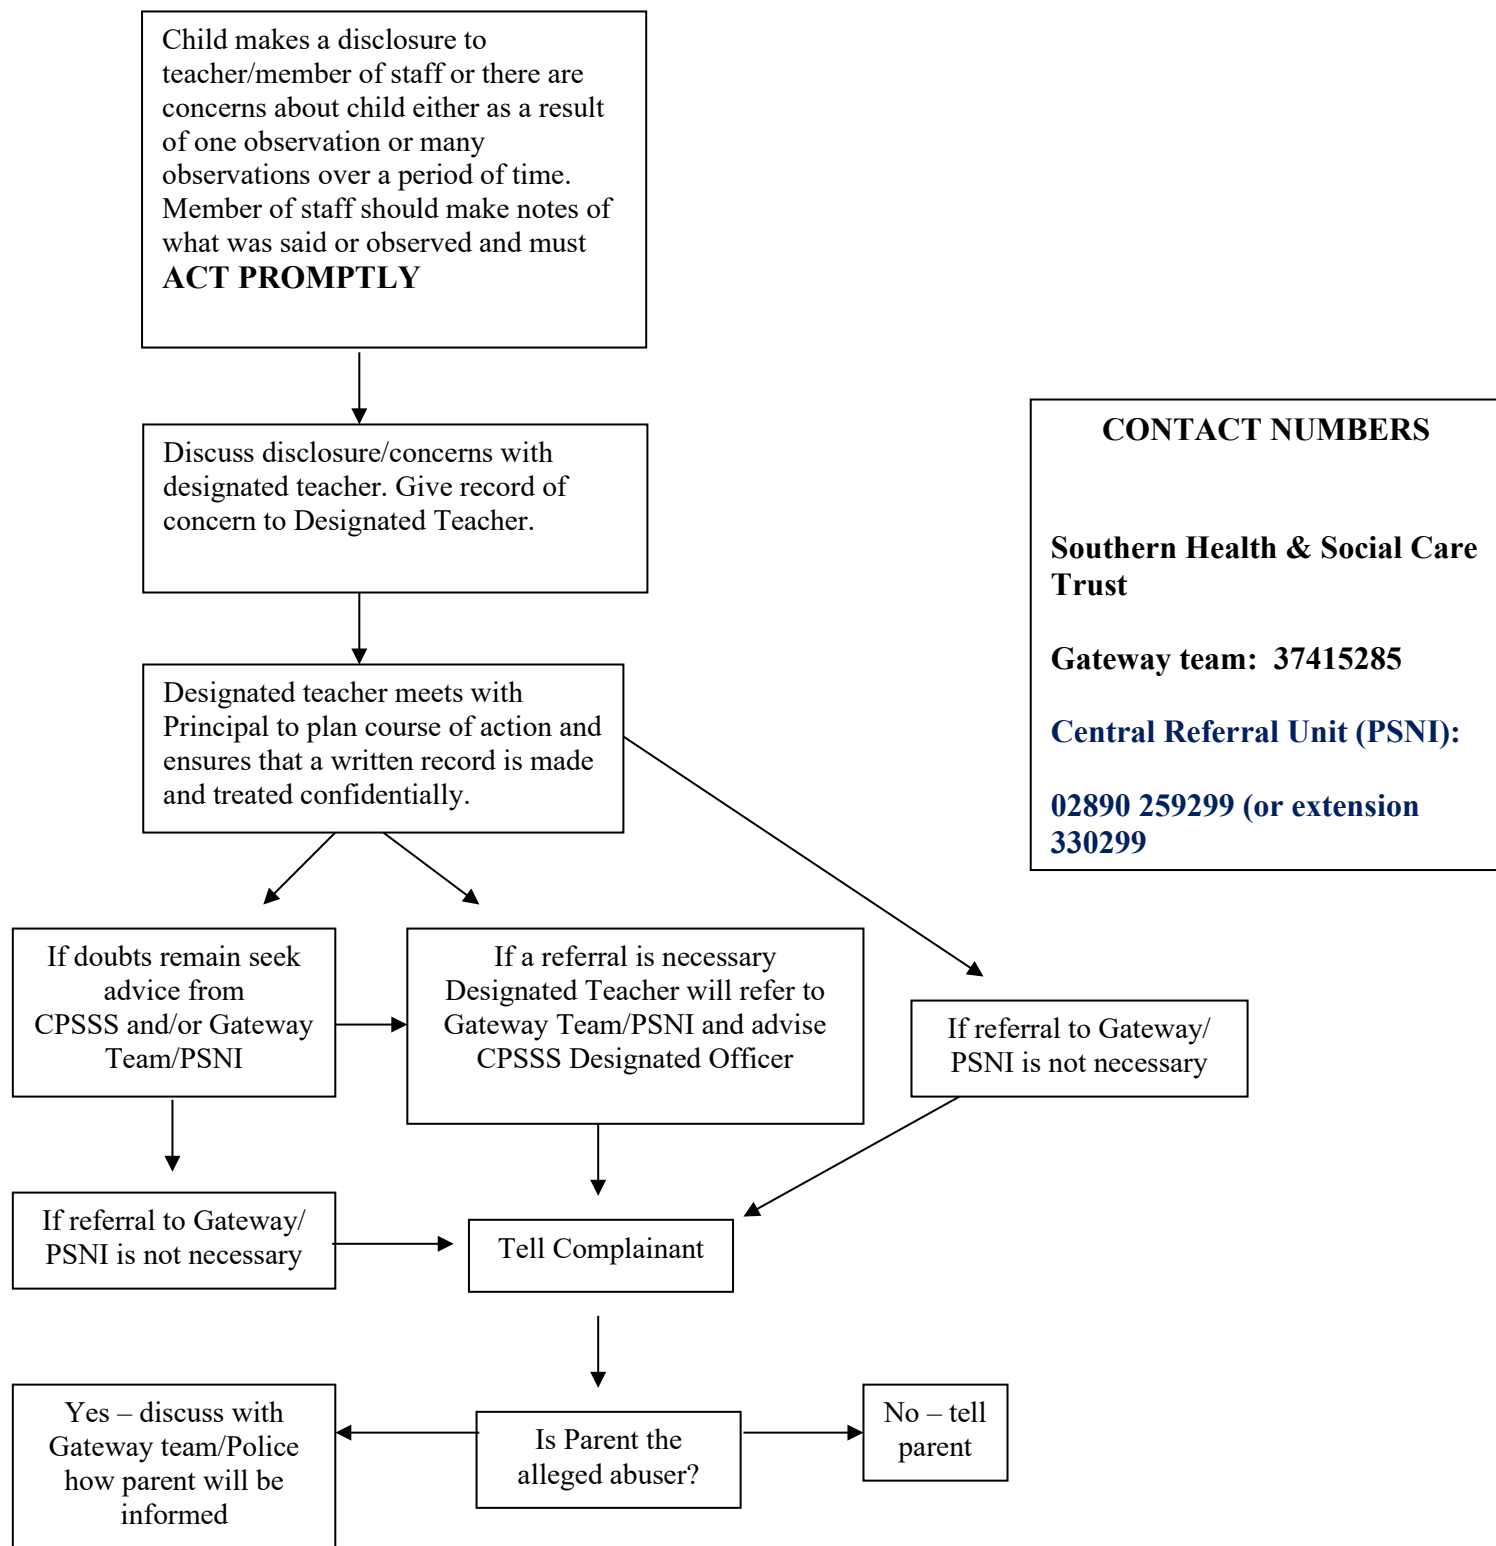 Child makes a disclosure to
teacher/member of staff or there are
concerns about child either as a result
of one observation or many
observations over a period of time.
Member of staff should make notes of
what was said or observed and must
ACT PROMPTLY
Discuss disclosure/concerns with
designated teacher. Give record of
concern to Designated Teacher.
CONTACT NUMBERS
Southern Health & Social Care
Trust
Gateway team:  37415285
Central Referral Unit (PSNI):
02890 259299 (or extension
330299
Designated teacher meets with
Principal to plan course of action and
ensures that a written record is made
and treated confidentially.
If doubts remain seek
advice from
CPSSS and/or Gateway
Team/PSNI
If a referral is necessary
Designated Teacher will refer to
Gateway Team/PSNI and advise
CPSSS Designated Officer
If referral to Gateway/
PSNI is not necessary
If referral to Gateway/
PSNI is not necessary
Tell Complainant
Yes – discuss with
Gateway team/Police
how parent will be
informed
Is Parent the
alleged abuser?
No – tell
parent